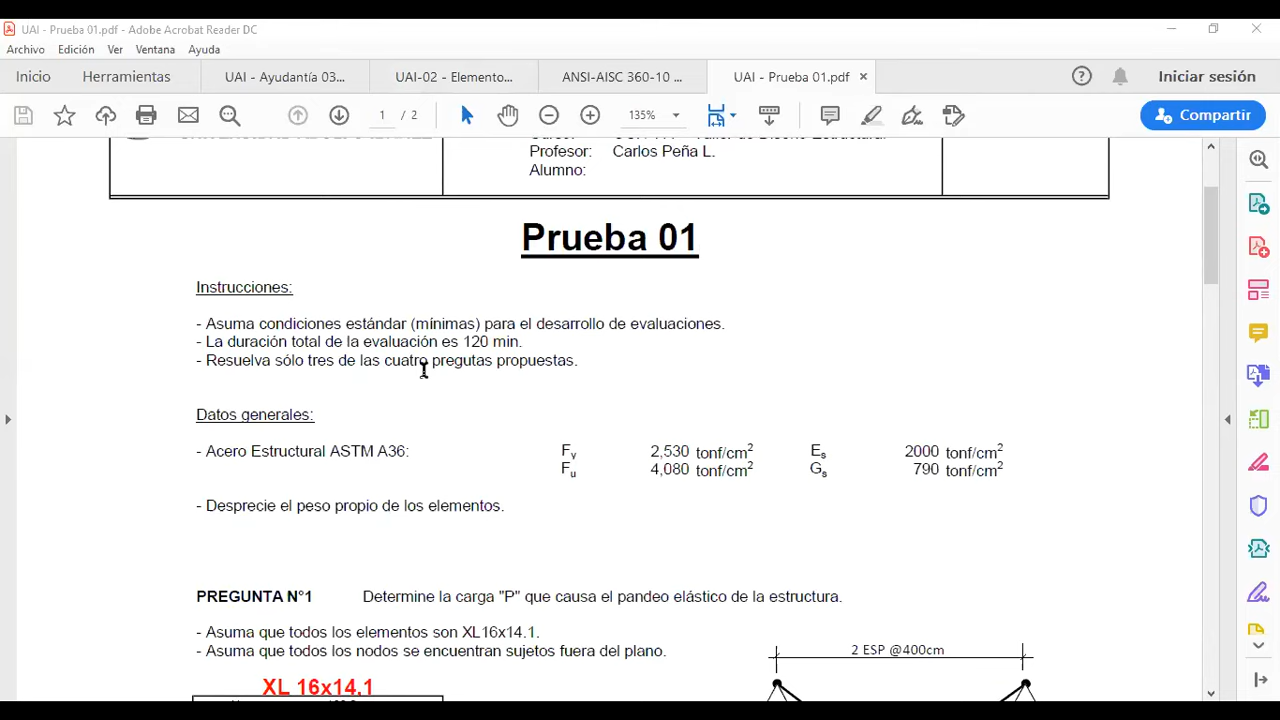 UAI - Prueba 01.pdf - Adobe Acrobat Reader DC
Archivo Edición Ver Ventana Ayuda
Inicio Herramientas UAI - Ayudantía 03... UAI-02 - Elemento... ANSI-AISC 360-10 ... UAI - Prueba 01.pdf × ? Iniciar sesión
1 / 2 135% Compartir
Profesor: Carlos Peña L.
Alumno:
Prueba 01
Instrucciones:
- Asuma condiciones estándar (mínimas) para el desarrollo de evaluaciones.
- La duración total de la evaluación es 120 min.
- Resuelva sólo tres de las cuatro pregutas propuestas.
Datos generales:
- Acero Estructural ASTM A36: Fy 2,530 tonf/cm2 Es 2000 tonf/cm2
Fu 4,080 tonf/cm2 Gs 790 tonf/cm2
- Desprecie el peso propio de los elementos.
PREGUNTA N°1 Determine la carga "P" que causa el pandeo elástico de la estructura.
- Asuma que todos los elementos son XL16x14.1.
- Asuma que todos los nodos se encuentran sujetos fuera del plano.
2 ESP @400cm
XL 16x14,1